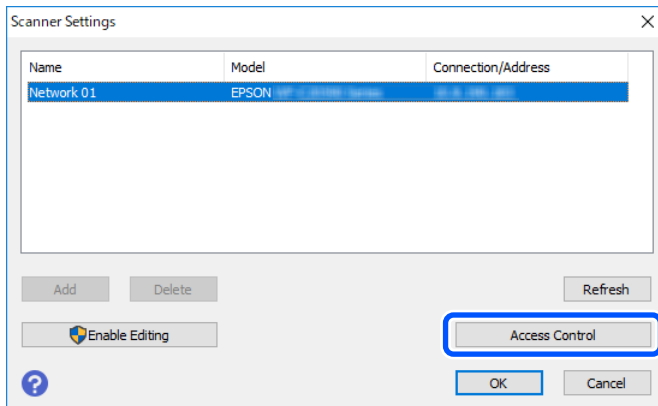 Scanner Settings
Name Model Connection/Address
Network 01 EPSON
Add Delete Refresh
Enable Editing Access Control
? OK Cancel